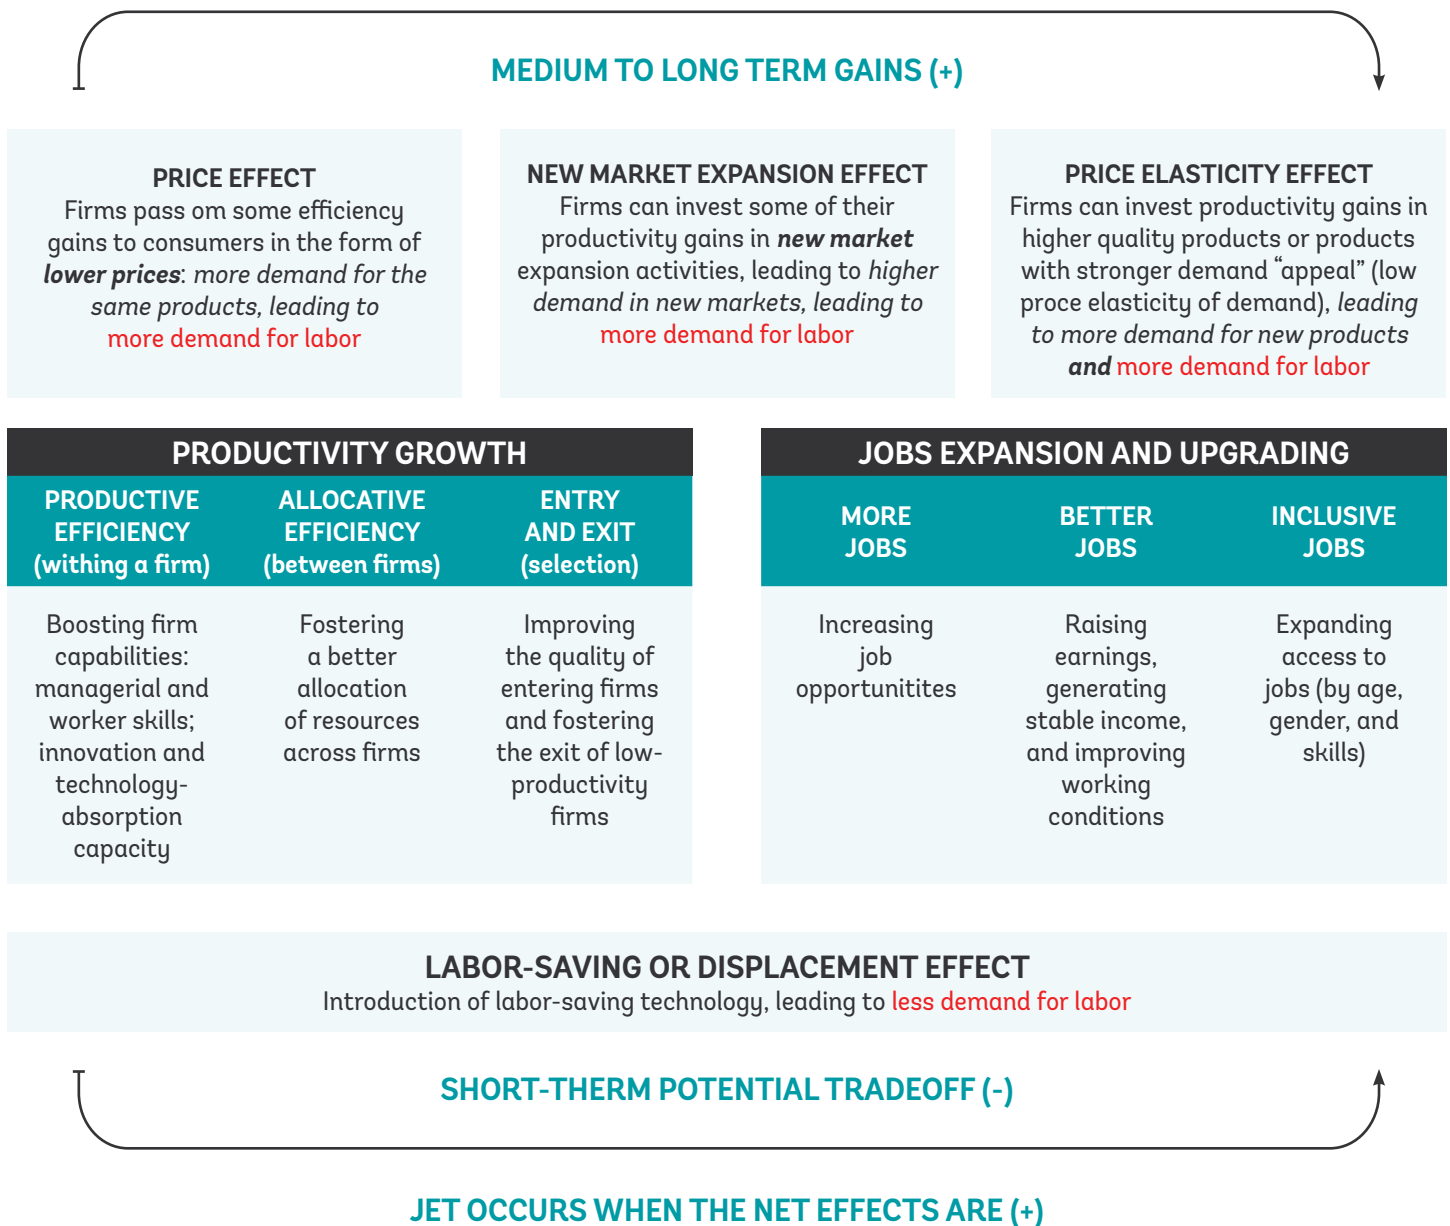 MEDIUM TO LONG TERM GAINS (+)
PRICE EFFECT
Firms pass om some efficiency
gains to consumers in the form of
lower prices: more demand for the
same products, leading to
more demand for labor
NEW MARKET EXPANSION EFFECT
Firms can invest some of their
productivity gains in new market
expansion activities, leading to higher
demand in new markets, leading to
more demand for labor
PRICE ELASTICITY EFFECT
Firms can invest productivity gains in
higher quality products or products
with stronger demand “appeal” (low
proce elasticity of demand), leading
to more demand for new products
and more demand for labor
PRODUCTIVITY GROWTH
PRODUCTIVE
EFFICIENCY
(withing a firm)
Boosting firm
capabilities:
managerial and
worker skills;
innovation and
technology-
absorption
capacity
ALLOCATIVE
EFFICIENCY
(between firms)
Fostering
a better
allocation
of resources
across firms
ENTRY
AND EXIT
(selection)
Improving
the quality of
entering firms
and fostering
the exit of low-
productivity
firms
JOBS EXPANSION AND UPGRADING
MORE
JOBS
Increasing
job
opportunitites
BETTER
JOBS
Raising
earnings,
generating
stable income,
and improving
working
conditions
INCLUSIVE
JOBS
Expanding
access to
jobs (by age,
gender, and
skills)
LABOR-SAVING OR DISPLACEMENT EFFECT
Introduction of labor-saving technology, leading to less demand for labor
SHORT-THERM POTENTIAL TRADEOFF (-)
JET OCCURS WHEN THE NET EFFECTS ARE (+)